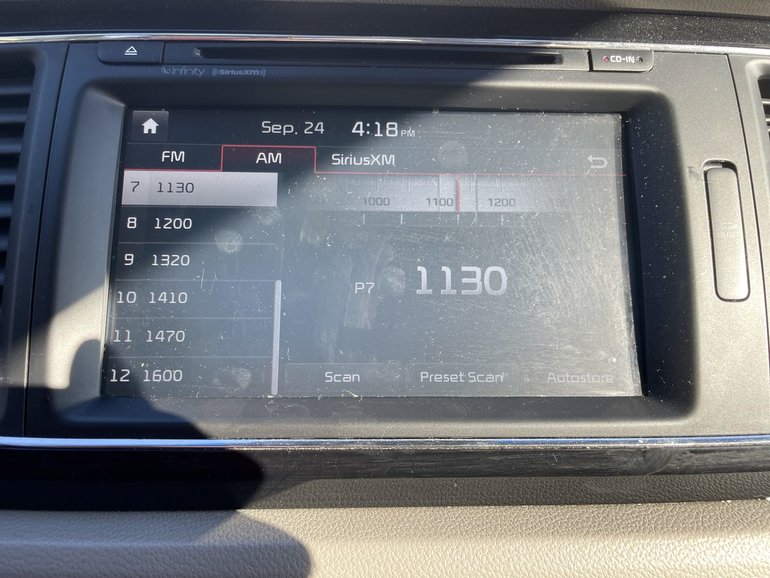 CD-IN
infinity ((SiriusXM))
Sep. 24 4:18 PM
FM AM SiriusXM
7 1130
8 1200
9 1320
10 1410
11 1470
12 1600
1000 1100 1200
P7 1130
Scan Preset Scan Autostore